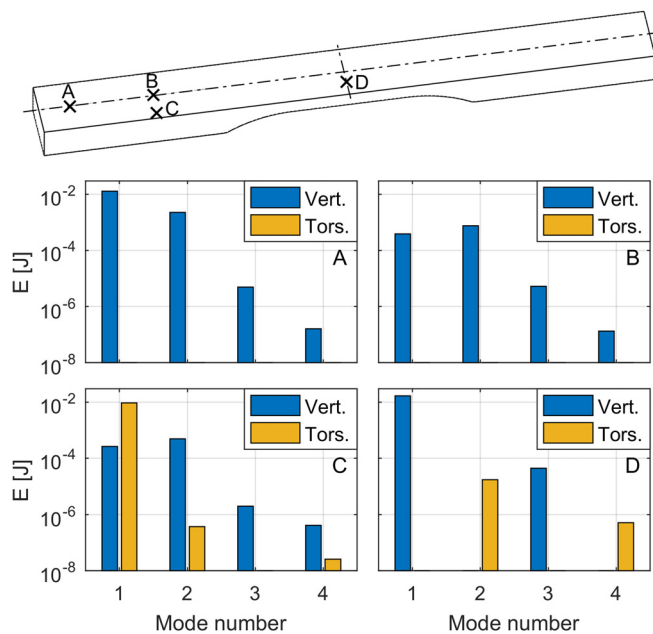 A
B
C
D
E [J]
10^-2
10^-4
10^-6
10^-8
Vert.
Tors.
A
Vert.
Tors.
B
E [J]
10^-2
10^-4
10^-6
10^-8
Vert.
Tors.
C
Vert.
Tors.
D
1 2 3 4
1 2 3 4
Mode number
Mode number